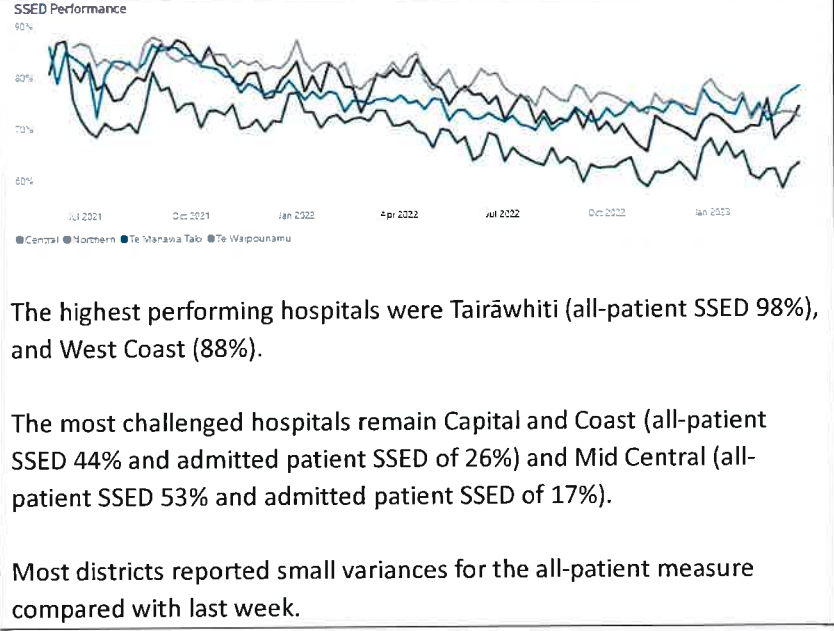 SSED Performance
90%
80%
70%
60%
Jul 2021 Oct 2021 Jan 2022 Apr 2022 Jul 2022 Oct 2022 Jan 2023
Central Northern Te Manawa Taki Te Waipounamu
The highest performing hospitals were Tairāwhiti (all-patient SSED 98%),
and West Coast (88%).
The most challenged hospitals remain Capital and Coast (all-patient
SSED 44% and admitted patient SSED of 26%) and Mid Central (all-
patient SSED 53% and admitted patient SSED of 17%).
Most districts reported small variances for the all-patient measure
compared with last week.